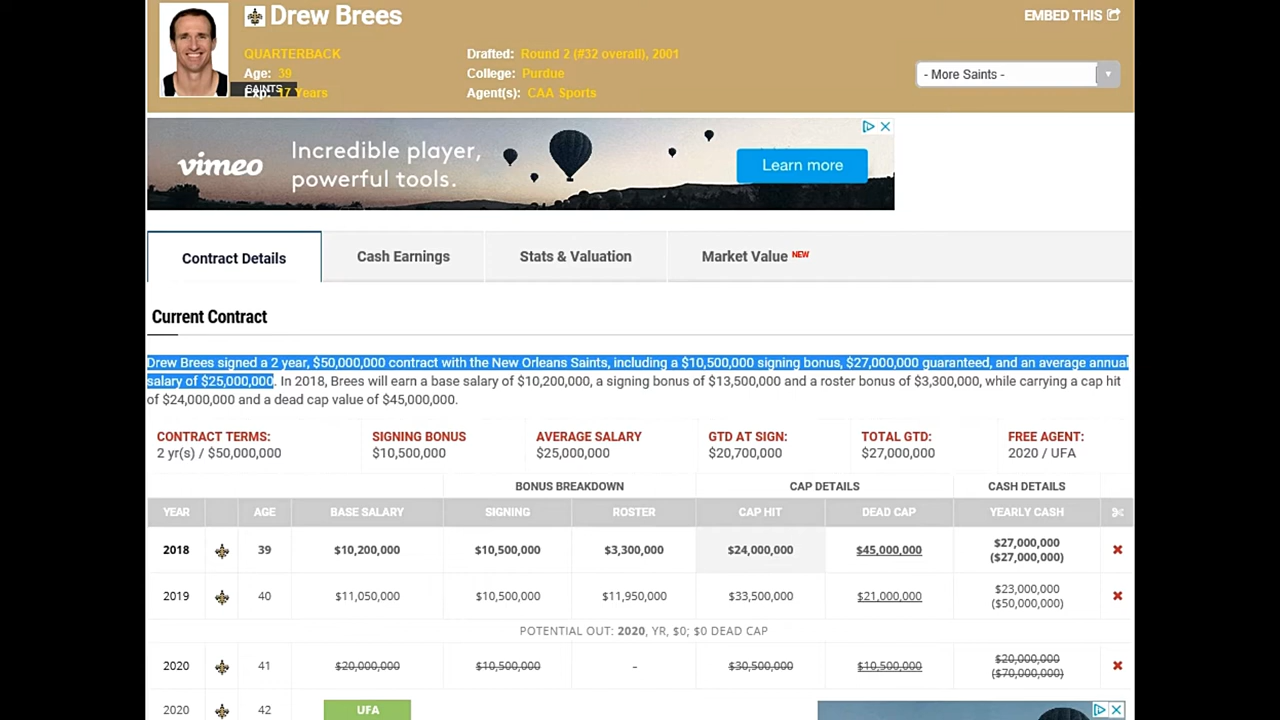 Drew Brees
EMBED THIS
QUARTERBACK
Drafted: Round 2 (#32 overall), 2001
Age: 39
College: Purdue
- More Saints -
SAINTS
Exp: 17 Years
Agent(s): CAA Sports
vimeo
Incredible player,
powerful tools.
Learn more
Contract Details
Cash Earnings
Stats & Valuation
Market Value NEW
Current Contract
Drew Brees signed a 2 year, $50,000,000 contract with the New Orleans Saints, including a $10,500,000 signing bonus, $27,000,000 guaranteed, and an average annual
salary of $25,000,000. In 2018, Brees will earn a base salary of $10,200,000, a signing bonus of $13,500,000 and a roster bonus of $3,300,000, while carrying a cap hit
of $24,000,000 and a dead cap value of $45,000,000.
CONTRACT TERMS: SIGNING BONUS AVERAGE SALARY GTD AT SIGN: TOTAL GTD: FREE AGENT:
2 yr(s) / $50,000,000 $10,500,000 $25,000,000 $20,700,000 $27,000,000 2020 / UFA
BONUS BREAKDOWN CAP DETAILS CASH DETAILS
YEAR AGE BASE SALARY SIGNING ROSTER CAP HIT DEAD CAP YEARLY CASH
2018 39 $10,200,000 $10,500,000 $3,300,000 $24,000,000 $45,000,000 $27,000,000
($27,000,000)
2019 40 $11,050,000 $10,500,000 $11,950,000 $33,500,000 $21,000,000 $23,000,000
($50,000,000)
POTENTIAL OUT: 2020, YR, $0; $0 DEAD CAP
2020 41 $20,000,000 $10,500,000 - $30,500,000 $10,500,000 $20,000,000
($70,000,000)
2020 42 UFA